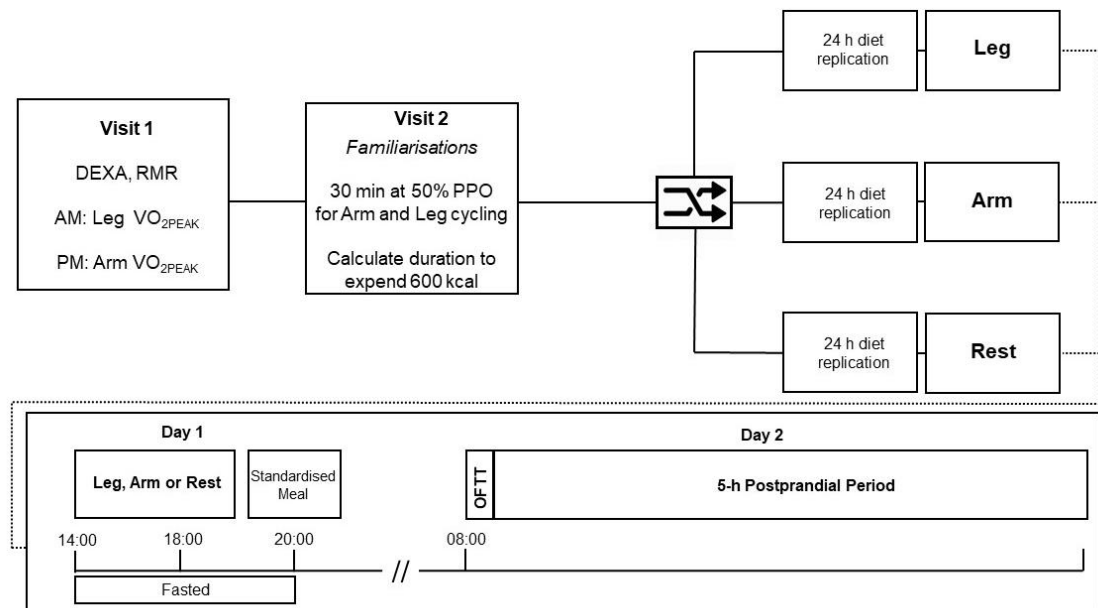 Visit 1
DEXA, RMR
AM: Leg VO2PEAK
PM: Arm VO2PEAK
Visit 2
Familiarisations
30 min at 50% PPO
for Arm and Leg cycling
Calculate duration to
expend 600 kcal
24 h diet
replication
Leg
24 h diet
replication
Arm
24 h diet
replication
Rest
Day 1
Day 2
Leg, Arm or Rest
Standardised
Meal
OFTT
5-h Postprandial Period
14:00
18:00
20:00
08:00
//
Fasted